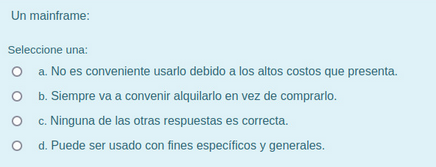 Un mainframe:
Seleccione una:
a. No es conveniente usarlo debido a los altos costos que presenta.
b. Siempre va a convenir alquilarlo en vez de comprarlo.
c. Ninguna de las otras respuestas es correcta.
d. Puede ser usado con fines específicos y generales.